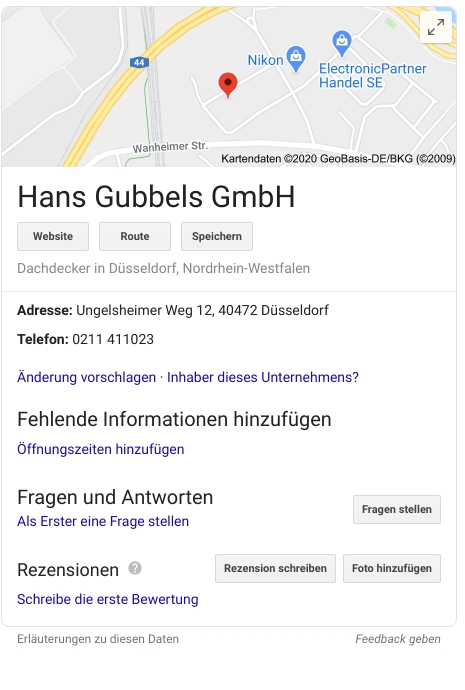 44
Nikon
ElectronicPartner
Handel SE
Wanheimer Str.
Kartendaten ©2020 GeoBasis-DE/BKG (©2009)
Hans Gubbels GmbH
Website Route Speichern
Dachdecker in Düsseldorf, Nordrhein-Westfalen
Adresse: Ungelsheimer Weg 12, 40472 Düsseldorf
Telefon: 0211 411023
Änderung vorschlagen · Inhaber dieses Unternehmens?
Fehlende Informationen hinzufügen
Öffnungszeiten hinzufügen
Fragen und Antworten
Fragen stellen
Als Erster eine Frage stellen
Rezensionen ? Rezension schreiben Foto hinzufügen
Schreibe die erste Bewertung
Erläuterungen zu diesen Daten Feedback geben